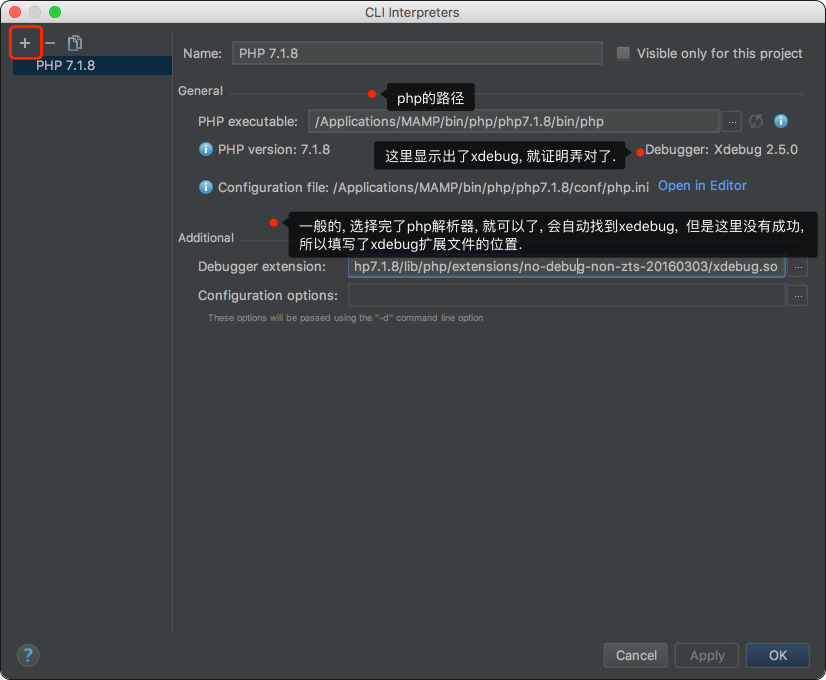 CLI Interpreters
PHP 7.1.8
Name: PHP 7.1.8 Visible only for this project
General
php的路径
PHP executable: /Applications/MAMP/bin/php/php7.1.8/bin/php ...
PHP version: 7.1.8
这里显示出了xdebug, 就证明弄对了.
Debugger: Xdebug 2.5.0
Configuration file: /Applications/MAMP/bin/php/php7.1.8/conf/php.ini Open in Editor
一般的, 选择完了php解析器, 就可以了, 会自动找到xedebug, 但是这里没有成功,
所以填写了xdebug扩展文件的位置.
Additional
Debugger extension: hp7.1.8/lib/php/extensions/no-debug-non-zts-20160303/xdebug.so ...
Configuration options: ...
These options will be passed using the "-d" command line option
? Cancel Apply OK